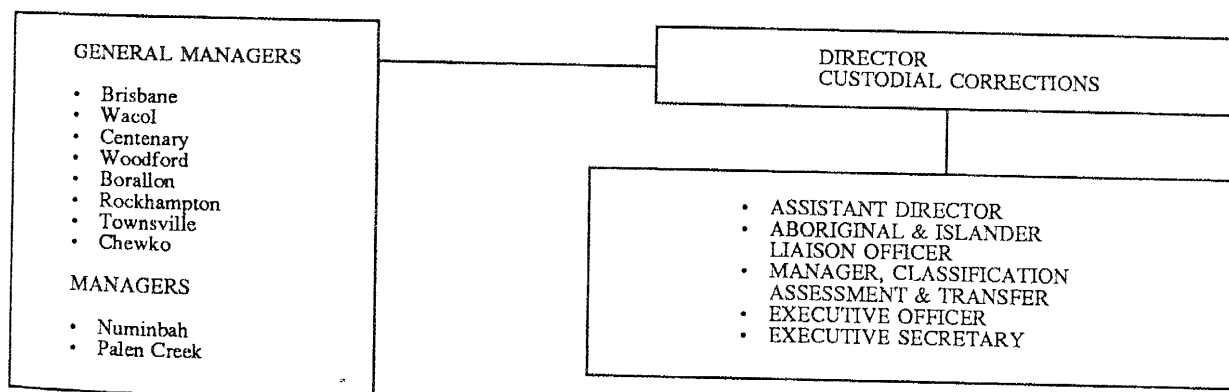 GENERAL MANAGERS
• Brisbane
• Wacol
• Centenary
• Woodford
• Borallon
• Rockhampton
• Townsville
• Chewko
MANAGERS
• Numinbah
• Palen Creek
DIRECTOR
CUSTODIAL CORRECTIONS
• ASSISTANT DIRECTOR
• ABORIGINAL & ISLANDER
LIAISON OFFICER
• MANAGER, CLASSIFICATION
ASSESSMENT & TRANSFER
• EXECUTIVE OFFICER
• EXECUTIVE SECRETARY